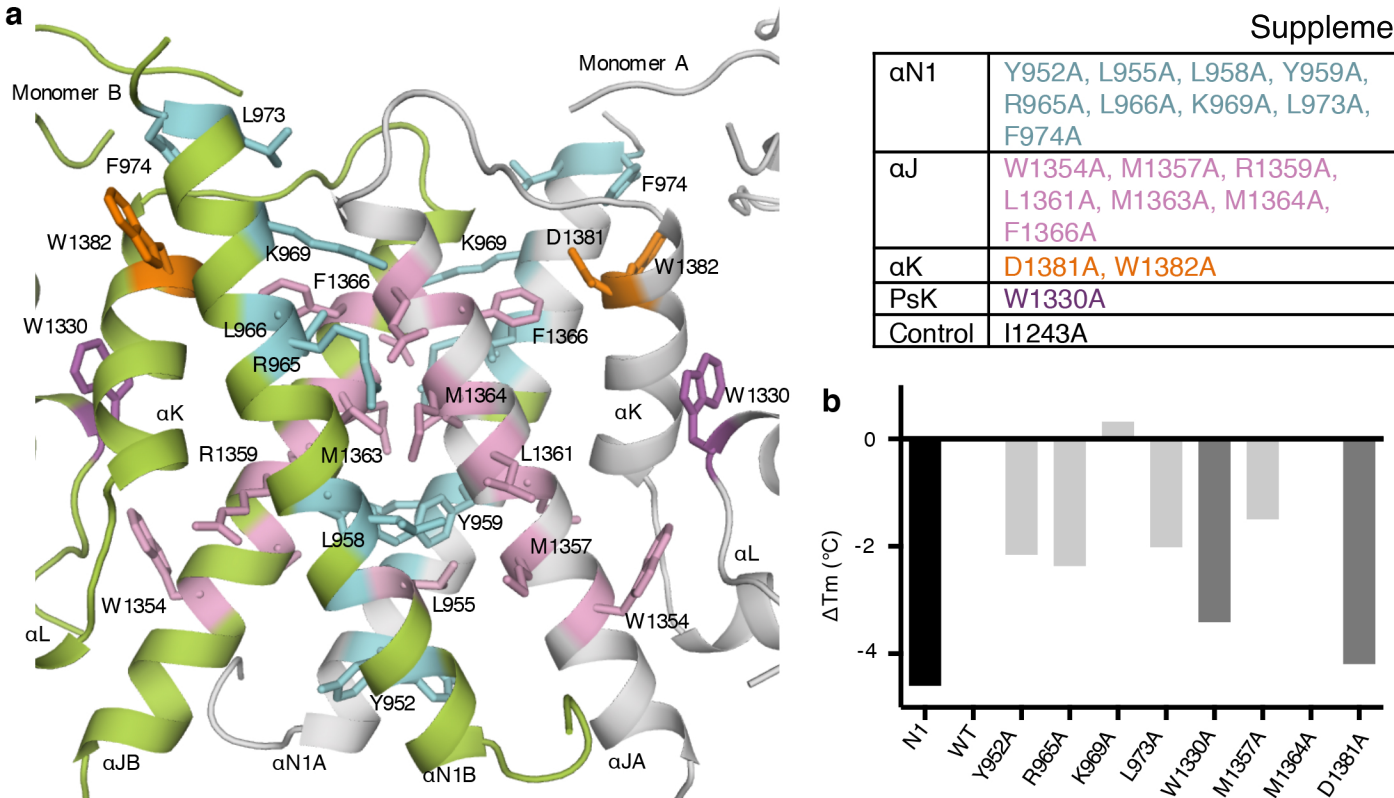 a
Suppleme
Monomer B
Monomer A
L973
F974
F974
W1382
K969
K969
D1381
W1382
F1366
W1330
L966
R965
F1366
αK
M1364
αK
W1330
R1359
M1363
L1361
L958
Y959
M1357
αL
W1354
L955
W1354
αL
Y952
αJB
αN1A
αN1B
αJA
αN1 Y952A, L955A, L958A, Y959A,
R965A, L966A, K969A, L973A,
F974A
αJ W1354A, M1357A, R1359A,
L1361A, M1363A, M1364A,
F1366A
αK D1381A, W1382A
PsK W1330A
Control I1243A
b
0
-2
-4
ΔTm (°C)
N1
WT
Y952A
R965A
K969A
L973A
W1330A
M1357A
M1364A
D1381A